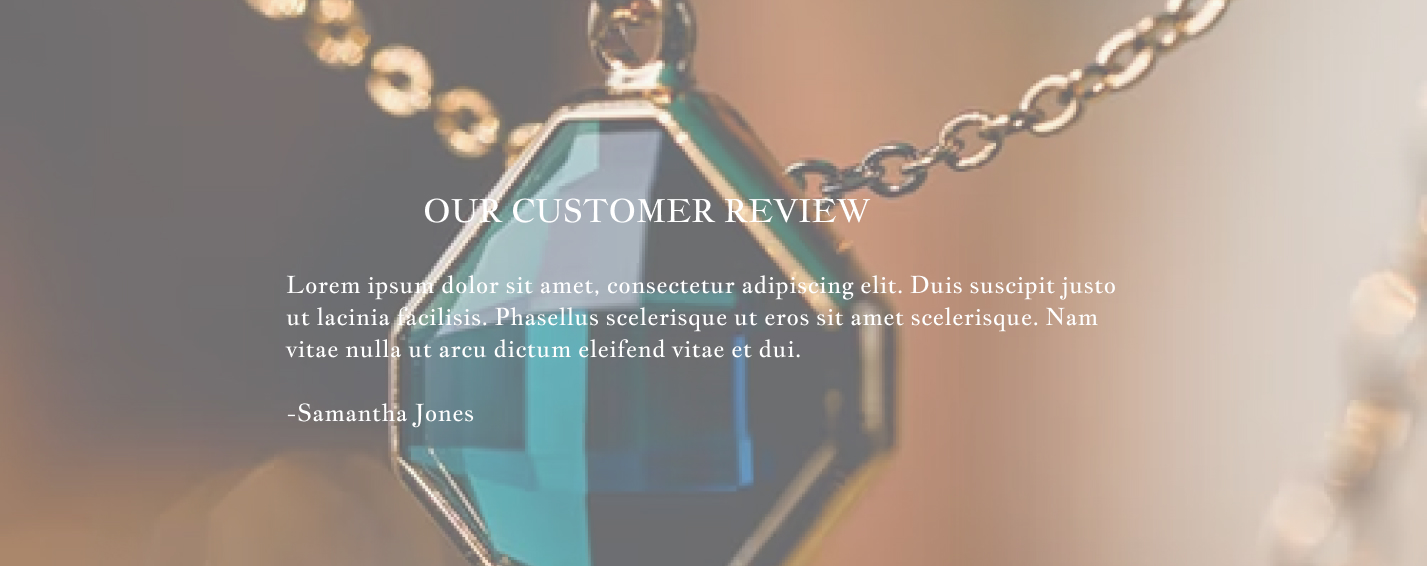 OUR CUSTOMER REVIEW
Lorem ipsum dolor sit amet, consectetur adipiscing elit. Duis suscipit justo
ut lacinia facilisis. Phasellus scelerisque ut eros sit amet scelerisque. Nam
vitae nulla ut arcu dictum eleifend vitae et dui.
-Samantha Jones